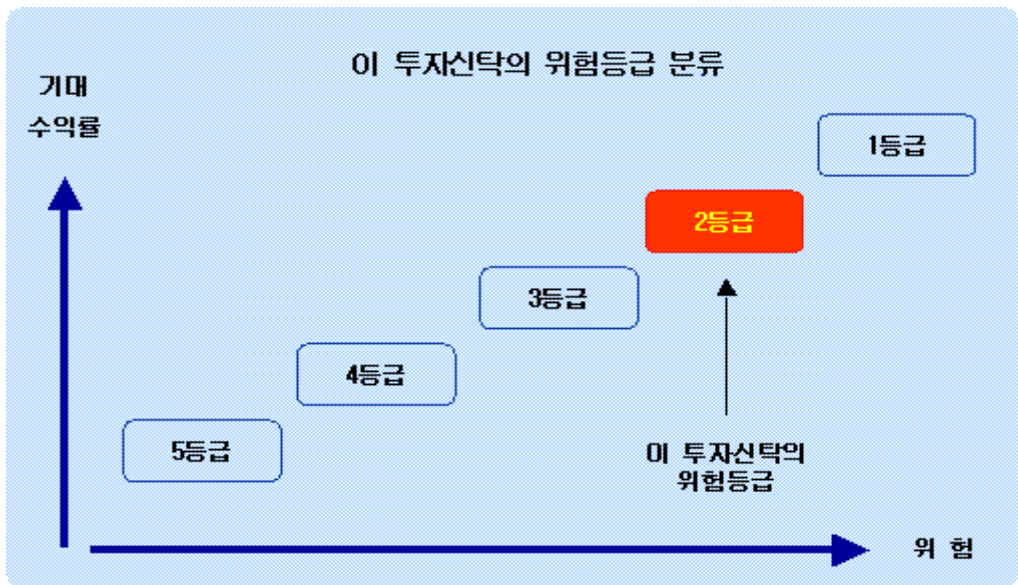 이 투자신탁의 위험등급 분류
기대
수익률
1등급
2등급
3등급
4등급
5등급
이 투자신탁의
위험등급
위 험